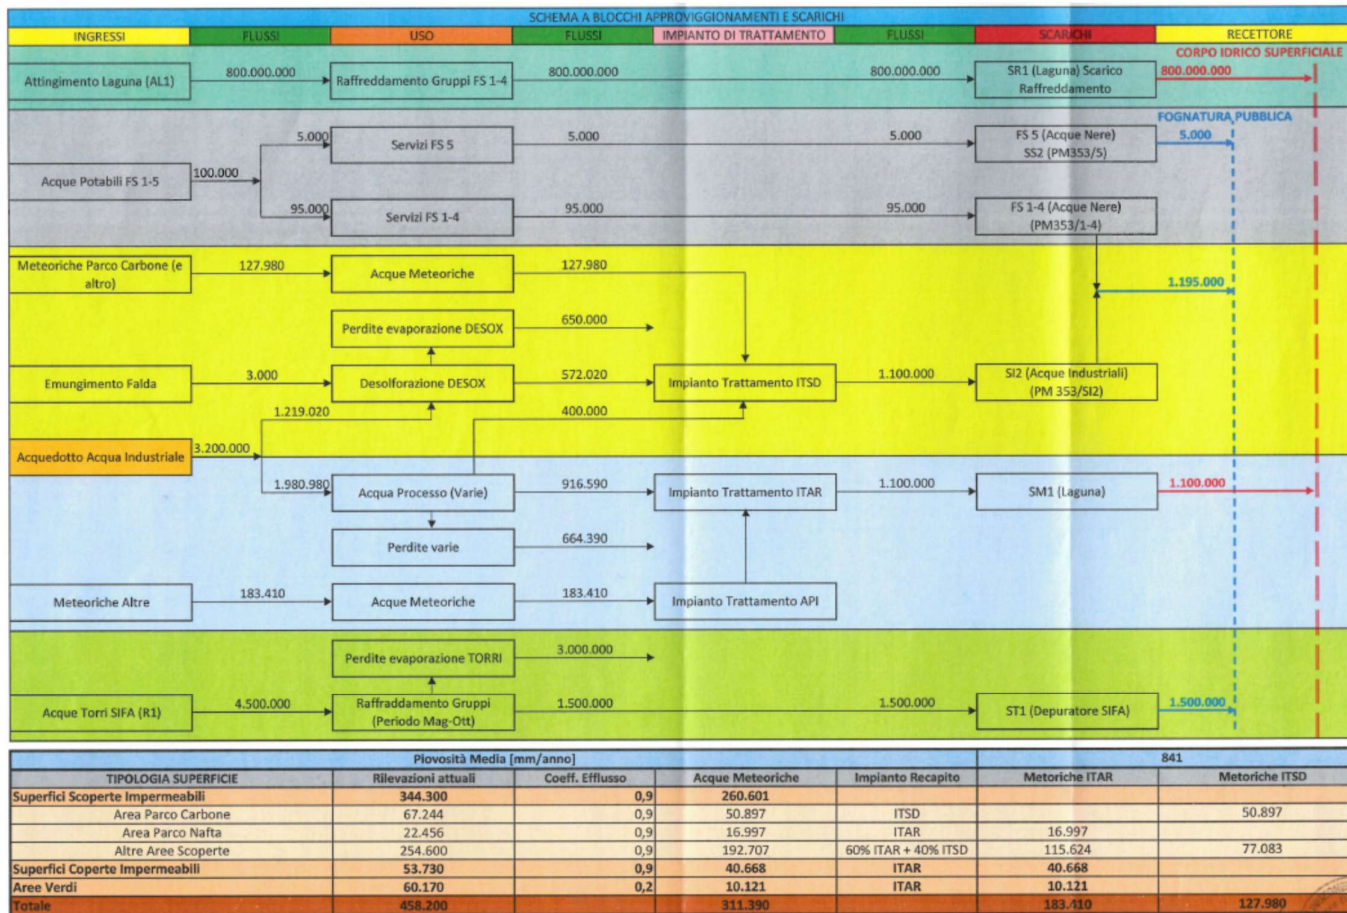 SCHEMA A BLOCCHI APPROVIGGIONAMENTI E SCARICHI
INGRESSI FLUSSI USO FLUSSI IMPIANTO DI TRATTAMENTO FLUSSI SCARICHI RECETTORE
CORPO IDRICO SUPERFICIALE
Attingimento Laguna (AL1) 800.000.000 Raffreddamento Gruppi FS 1-4 800.000.000 800.000.000 SR1 (Laguna) Scarico 800.000.000
Raffreddamento
FOGNATURA PUBBLICA
5.000 Servizi FS 5 5.000 5.000 FS 5 (Acque Nere) 5.000
SS2 (PM353/5)
Acque Potabili FS 1-5 100.000
95.000 Servizi FS 1-4 95.000 95.000 FS 1-4 (Acque Nere)
(PM353/1-4)
Meteoriche Parco Carbone (e 127.980 Acque Meteoriche 127.980
altro)
1.195.000
Perdite evaporazione DESOX 650.000
Emungimento Falda 3.000 Desolforazione DESOX 572.020 Impianto Trattamento ITSD 1.100.000 SI2 (Acque Industriali)
(PM 353/SI2)
1.219.020 400.000
Acquedotto Acqua Industriale 3.200.000
1.980.980 Acqua Processo (Varie) 916.590 Impianto Trattamento ITAR 1.100.000 SM1 (Laguna) 1.100.000
Perdite varie 664.390
Meteoriche Altre 183.410 Acque Meteoriche 183.410 Impianto Trattamento API
Perdite evaporazione TORRI 3.000.000
Acque Torri SIFA (R1) 4.500.000 Raffraddamento Gruppi 1.500.000 1.500.000 ST1 (Depuratore SIFA) 1.500.000
(Periodo Mag-Ott)
Piovosità Media [mm/anno] 841
TIPOLOGIA SUPERFICIE Rilevazioni attuali Coeff. Efflusso Acque Meteoriche Impianto Recapito Metoriche ITAR Metoriche ITSD
Superfici Scoperte Impermeabili 344.300 0,9 260.601
Area Parco Carbone 67.244 0,9 50.897 ITSD 50.897
Area Parco Nafta 22.456 0,9 16.997 ITAR 16.997
Altre Aree Scoperte 254.600 0,9 192.707 60% ITAR + 40% ITSD 115.624 77.083
Superfici Coperte Impermeabili 53.730 0,9 40.668 ITAR 40.668
Aree Verdi 60.170 0,2 10.121 ITAR 10.121
Totale 458.200 311.390 183.410 127.980